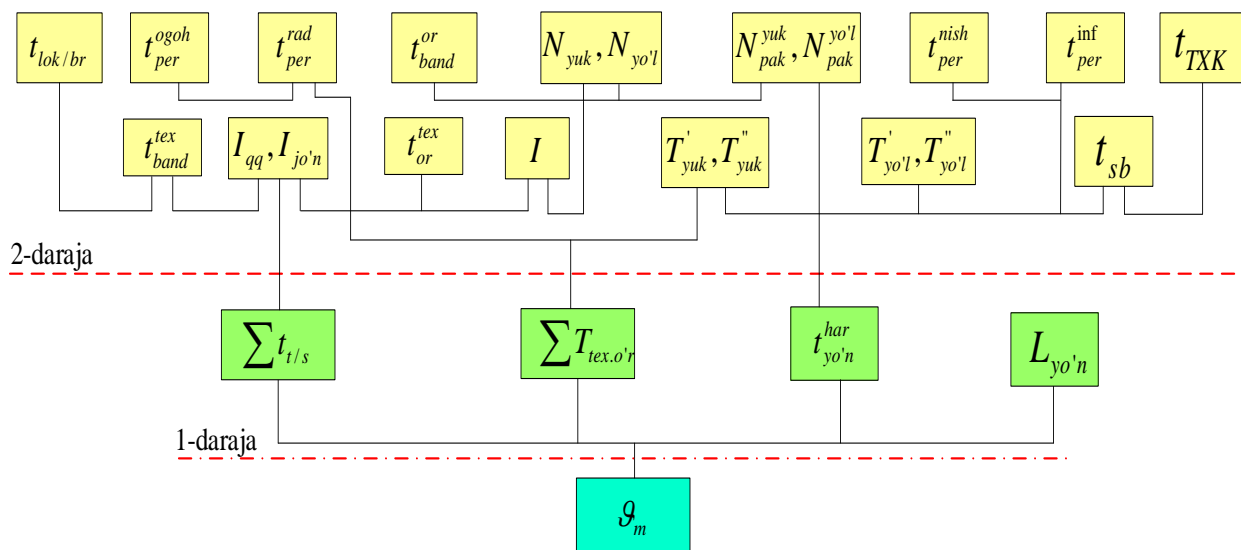 t_{lok/br} t_{per}^{ogoh} t_{per}^{rad} t_{band}^{or} N_{yuk}, N_{yo'l} N_{pak}^{yuk}, N_{pak}^{yo'l} t_{per}^{nish} t_{per}^{inf} t_{TXK}
t_{band}^{tex} I_{qq}, I_{jo'n} t_{or}^{tex} I T'_{yuk}, T"_{yuk} T'_{yo'l}, T"_{yo'l} t_{sb}
2-daraja
∑t_{t/s} ∑T_{tex.o'r} t_{yo'n}^{har} L_{yo'n}
1-daraja
ϑ_m